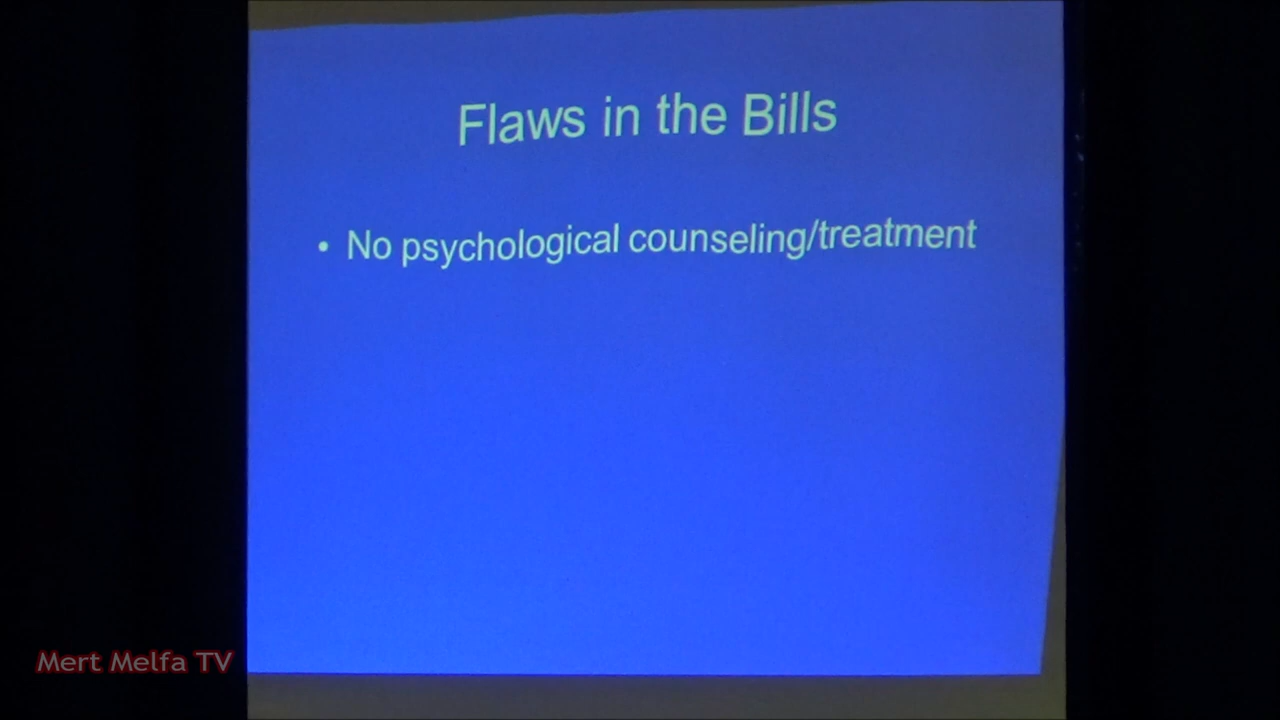 Flaws in the Bills
• No psychological counseling/treatment
Mert Melfa TV